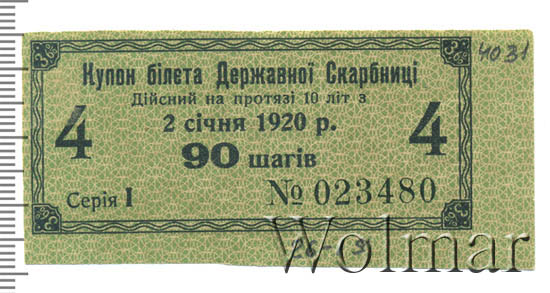 4031
Купон білета Державної Скарбниці
Дійсний на протязі 10 літ з
4 2 січня 1920 р. 4
90 шагів
Серія I № 023480
Wolmar